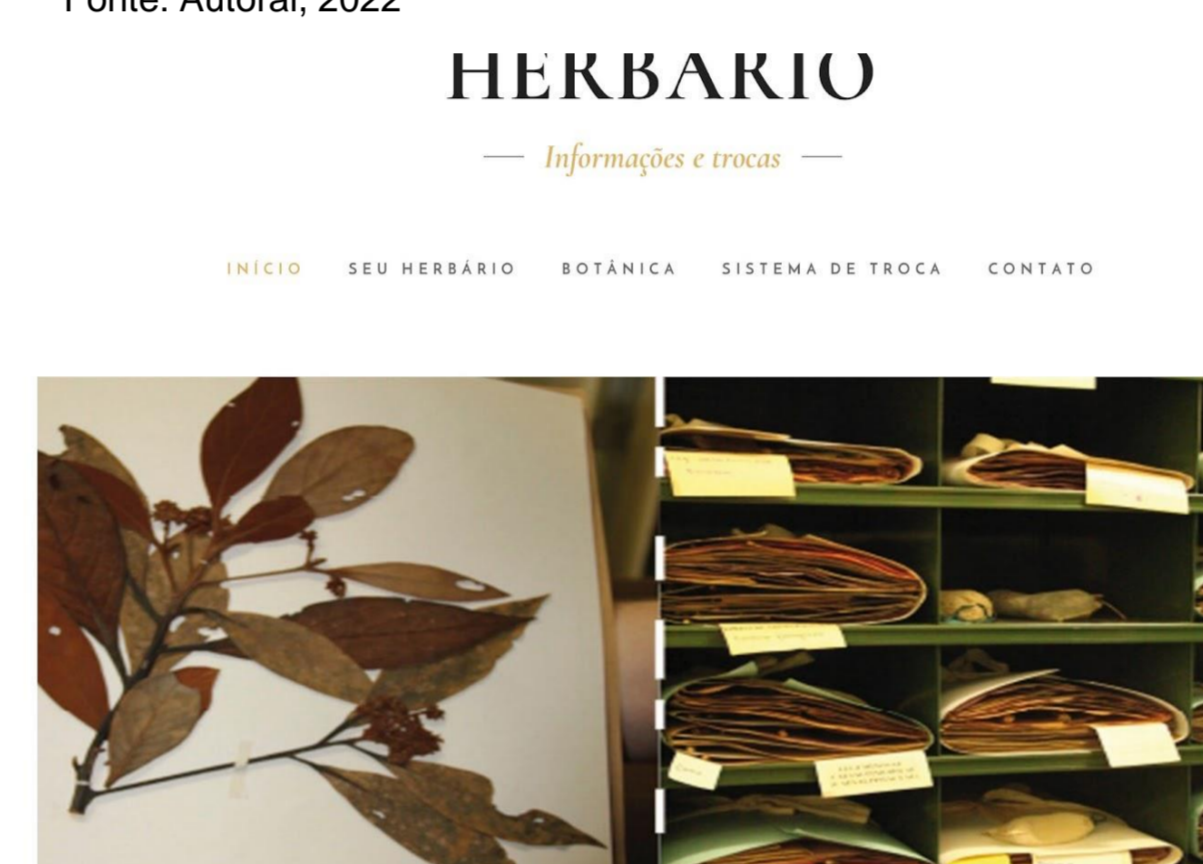 Fonte: Autoral, 2022
HERBÁRIO
Informações e trocas
INÍCIO SEU HERBÁRIO BOTÂNICA SISTEMA DE TROCA CONTATO